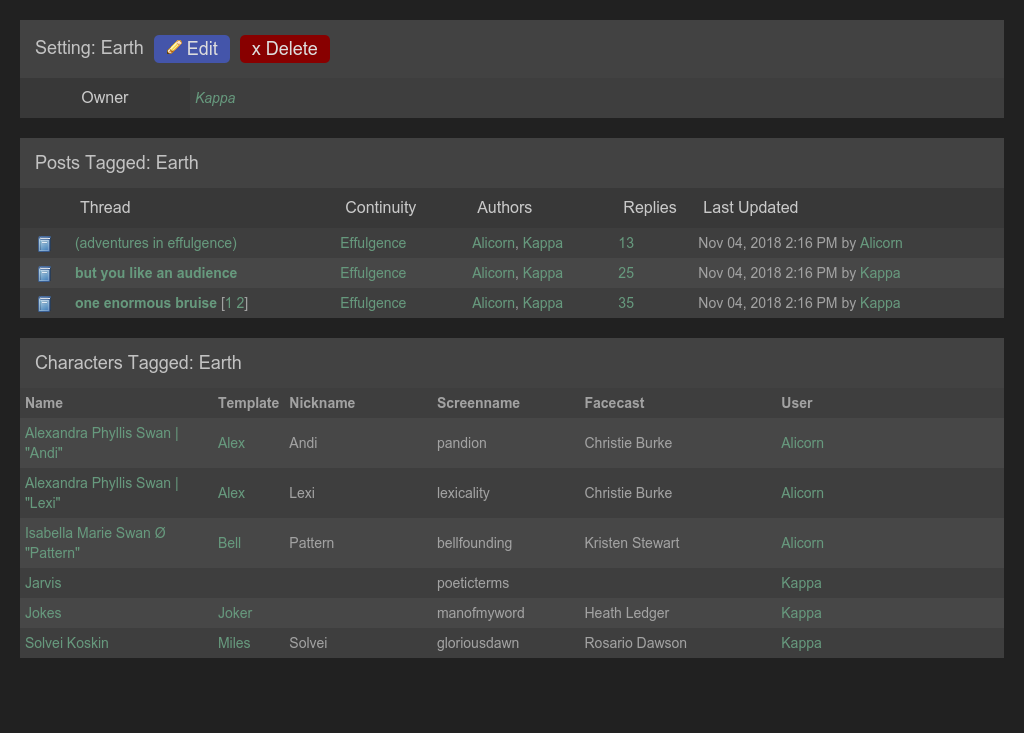 Setting: Earth Edit x Delete
Owner Kappa
Posts Tagged: Earth
Thread Continuity Authors Replies Last Updated
(adventures in effulgence) Effulgence Alicorn, Kappa 13 Nov 04, 2018 2:16 PM by Alicorn
but you like an audience Effulgence Alicorn, Kappa 25 Nov 04, 2018 2:16 PM by Kappa
one enormous bruise [1 2] Effulgence Alicorn, Kappa 35 Nov 04, 2018 2:16 PM by Kappa
Characters Tagged: Earth
Name Template Nickname Screenname Facecast User
Alexandra Phyllis Swan |
"Andi" Alex Andi pandion Christie Burke Alicorn
Alexandra Phyllis Swan |
"Lexi" Alex Lexi lexicality Christie Burke Alicorn
Isabella Marie Swan Ø
"Pattern" Bell Pattern bellfounding Kristen Stewart Alicorn
Jarvis poeticterms Kappa
Jokes Joker manofmyword Heath Ledger Kappa
Solvei Koskin Miles Solvei gloriousdawn Rosario Dawson Kappa